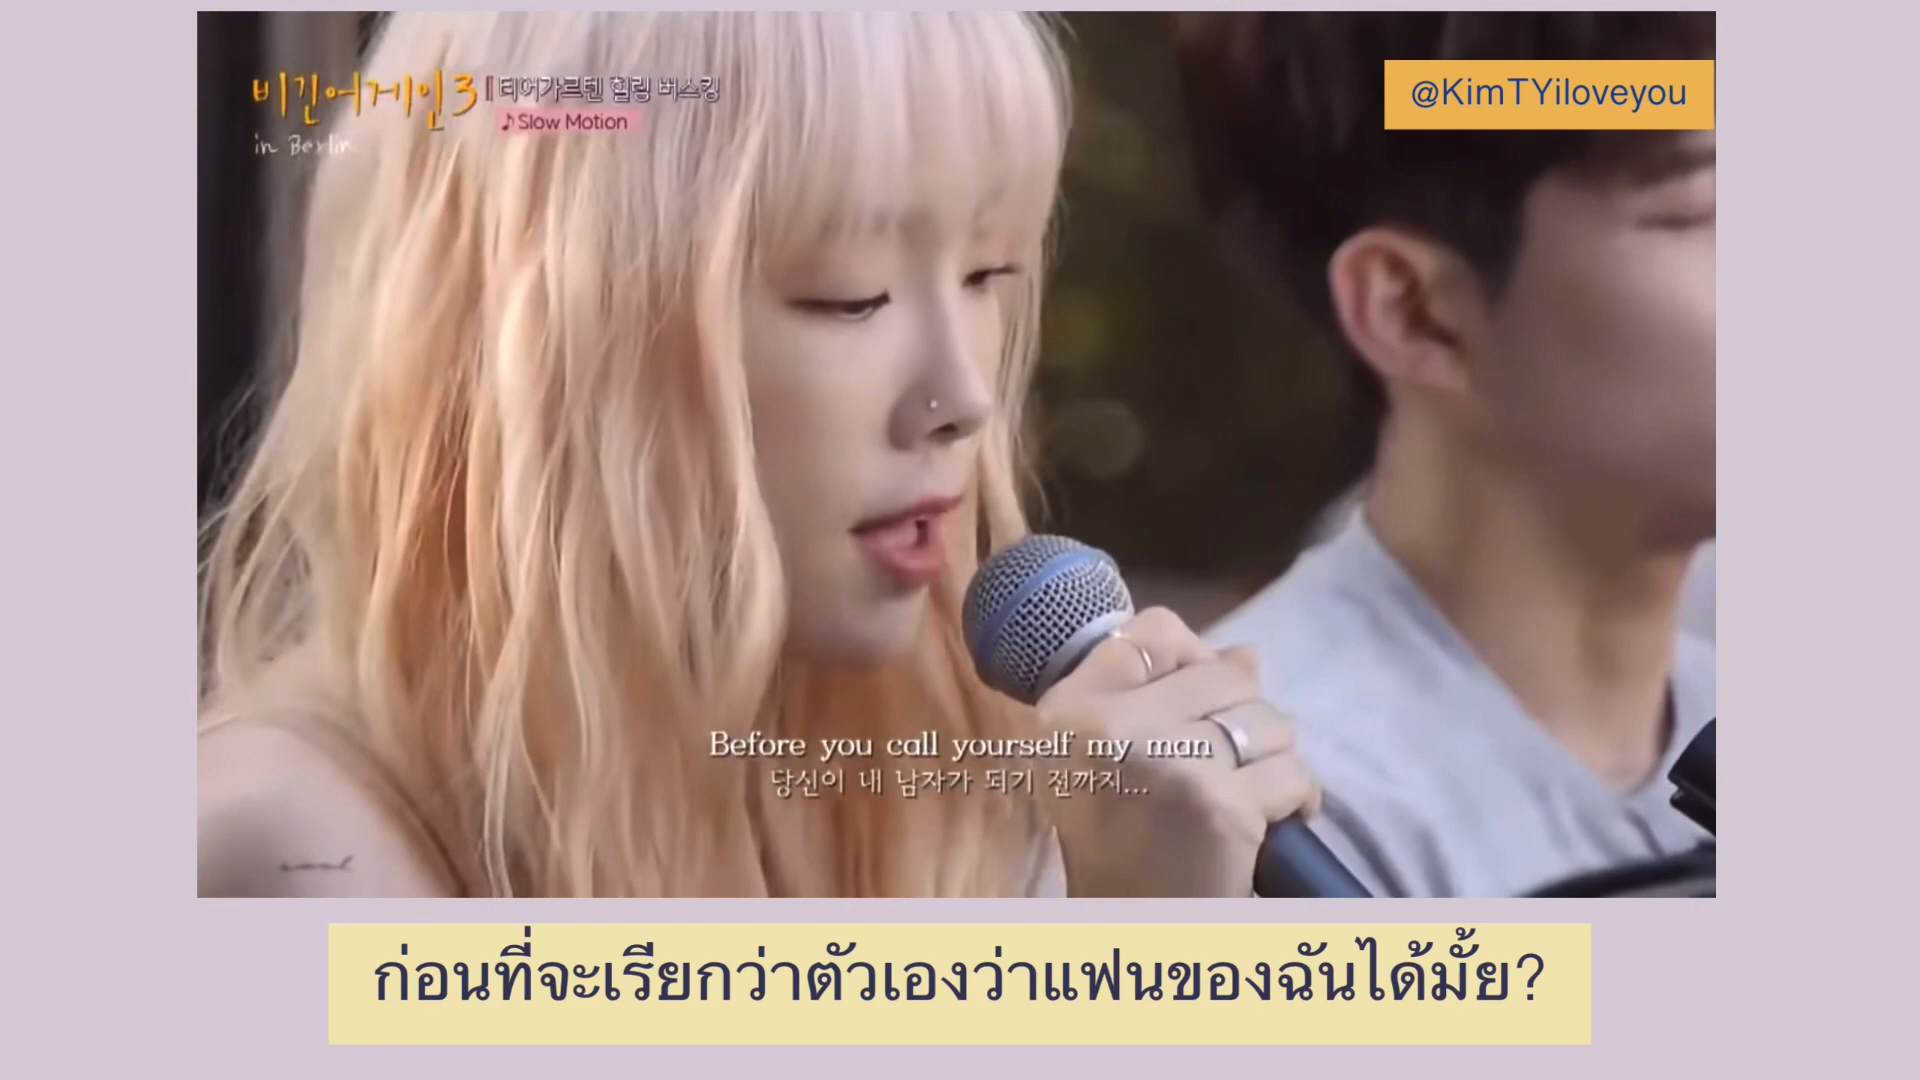 비긴어게인3
in Berlin
티어가르텐 힐링 버스킹
♪ Slow Motion
@KimTYiloveyou
Before you call yourself my man
당신이 내 남자가 되기 전까지...
ก่อนที่จะเรียกว่าตัวเองว่าแฟนของฉันได้มั้ย?